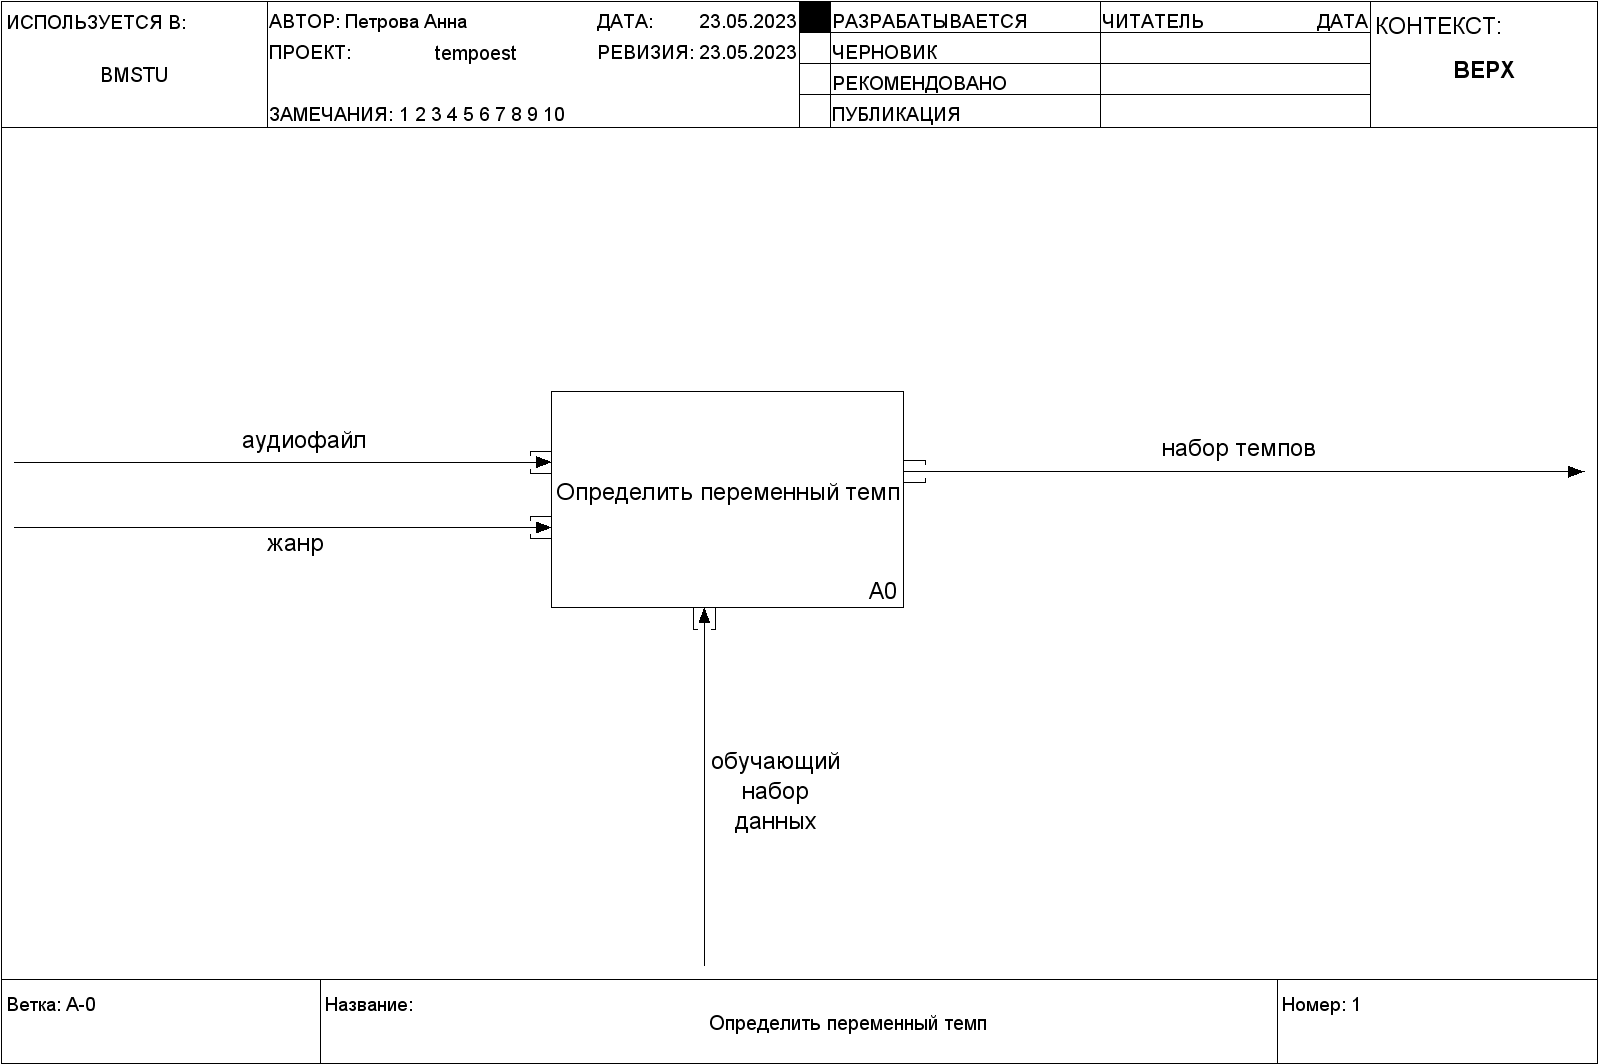 ИСПОЛЬЗУЕТСЯ В:
BMSTU
АВТОР: Петрова Анна
ДАТА: 23.05.2023
ПРОЕКТ: tempoest
РЕВИЗИЯ: 23.05.2023
ЗАМЕЧАНИЯ: 1 2 3 4 5 6 7 8 9 10
РАЗРАБАТЫВАЕТСЯ
ЧЕРНОВИК
РЕКОМЕНДОВАНО
ПУБЛИКАЦИЯ
ЧИТАТЕЛЬ ДАТА
КОНТЕКСТ:
ВЕРХ
аудиофайл
жанр
Определить переменный темп
A0
набор темпов
обучающий
набор
данных
Ветка: A-0
Название:
Определить переменный темп
Номер: 1